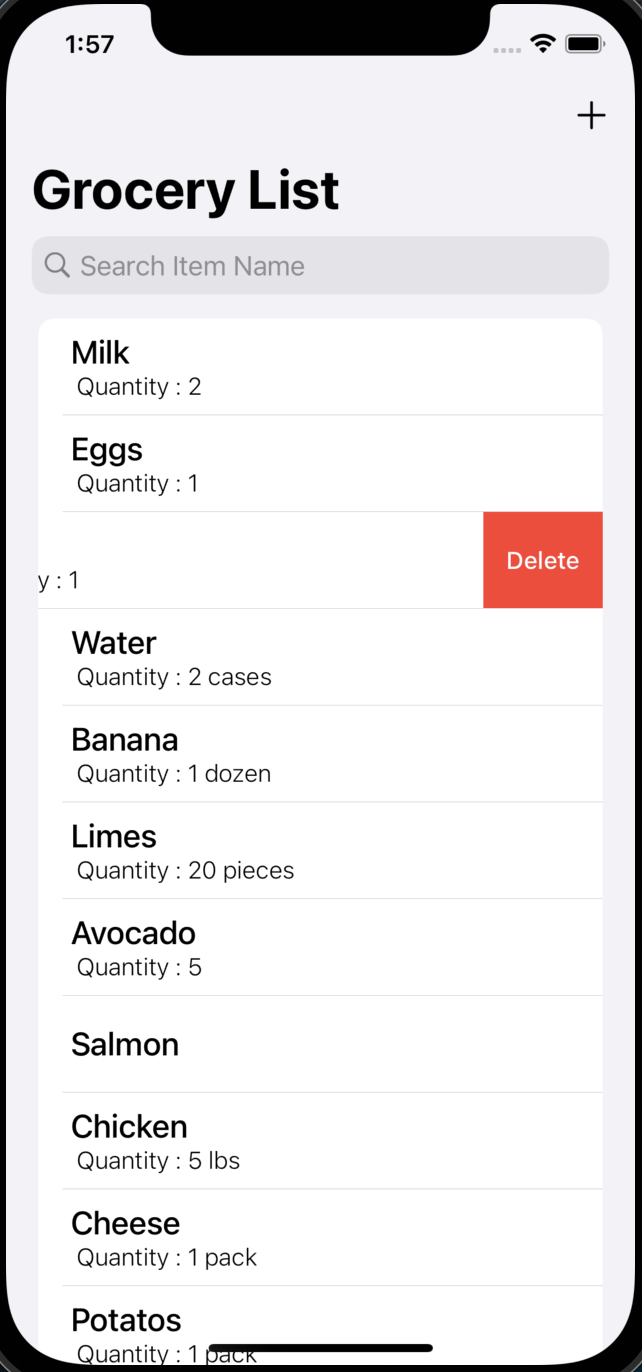 1:57
Grocery List
Search Item Name
Milk
Quantity : 2
Eggs
Quantity : 1
y : 1
Delete
Water
Quantity : 2 cases
Banana
Quantity : 1 dozen
Limes
Quantity : 20 pieces
Avocado
Quantity : 5
Salmon
Chicken
Quantity : 5 lbs
Cheese
Quantity : 1 pack
Potatos
Quantity : 1 pack